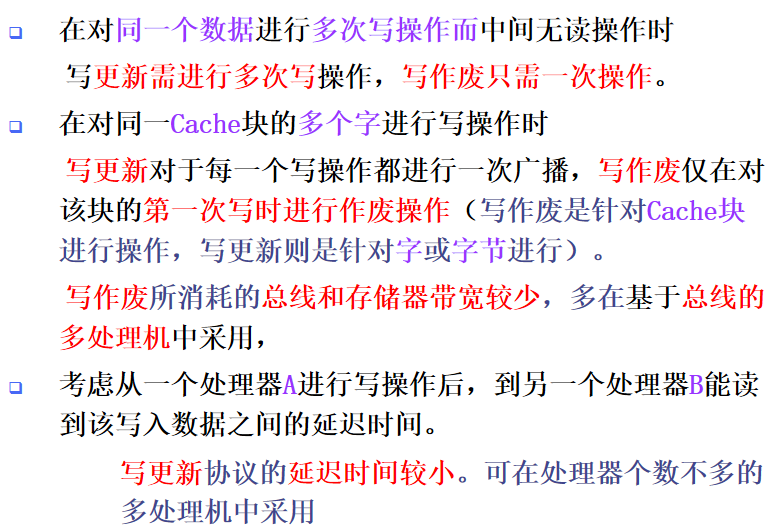 在对同一个数据进行多次写操作而中间无读操作时
写更新需进行多次写操作，写作废只需一次操作。
在对同一Cache块的多个字进行写操作时
写更新对于每一个写操作都进行一次广播，写作废仅在对
该块的第一次写时进行作废操作（写作废是针对Cache块
进行操作，写更新则是针对字或字节进行）。
写作废所消耗的总线和存储器带宽较少，多在基于总线的
多处理机中采用，
考虑从一个处理器A进行写操作后，到另一个处理器B能读
到该写入数据之间的延迟时间。
写更新协议的延迟时间较小。可在处理器个数不多的
多处理机中采用